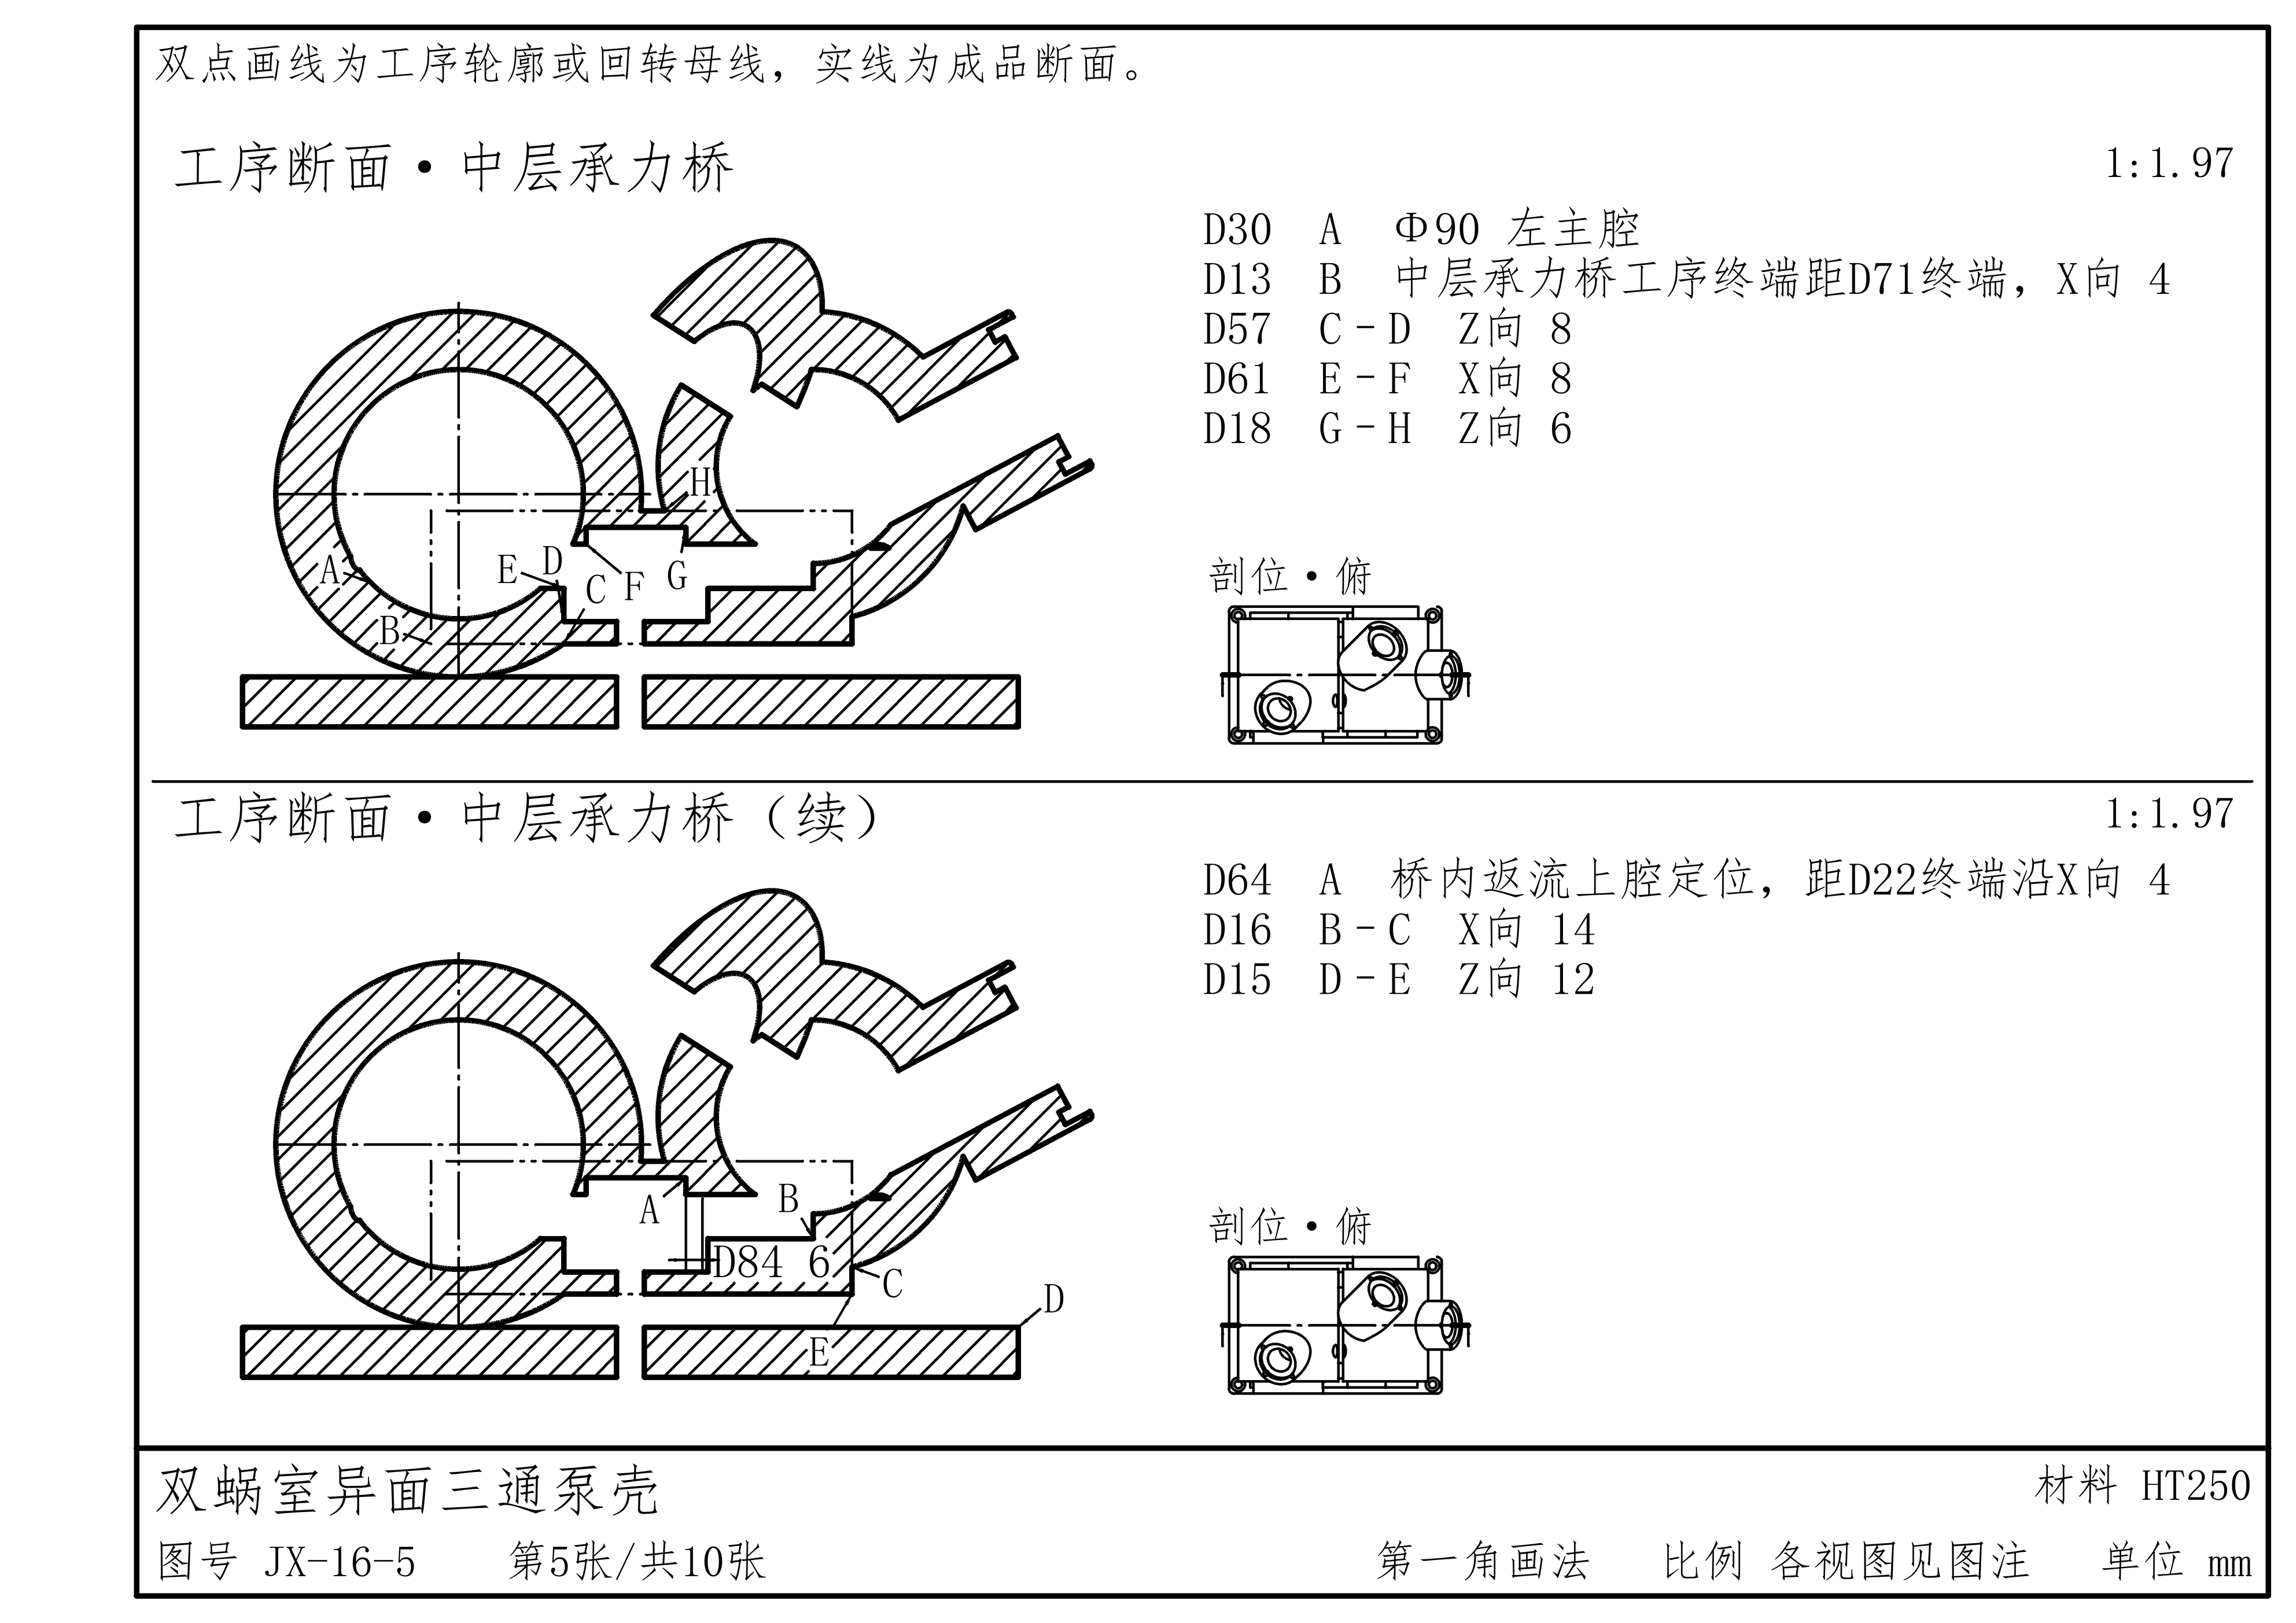 双点画线为工序轮廓或回转母线，实线为成品断面。
工序断面·中层承力桥
1:1.97
D30 A Φ90 左主腔
D13 B 中层承力桥工序终端距D71终端，X向 4
D57 C-D Z向 8
D61 E-F X向 8
D18 G-H Z向 6
H
A
E
D
C
F
G
B
剖位·俯
工序断面·中层承力桥（续）
1:1.97
D64 A 桥内返流上腔定位，距D22终端沿X向 4
D16 B-C X向 14
D15 D-E Z向 12
A
B
D84 6
C
D
E
剖位·俯
双蜗室异面三通泵壳
材料 HT250
图号 JX-16-5 第5张/共10张
第一角画法 比例 各视图见图注 单位 mm